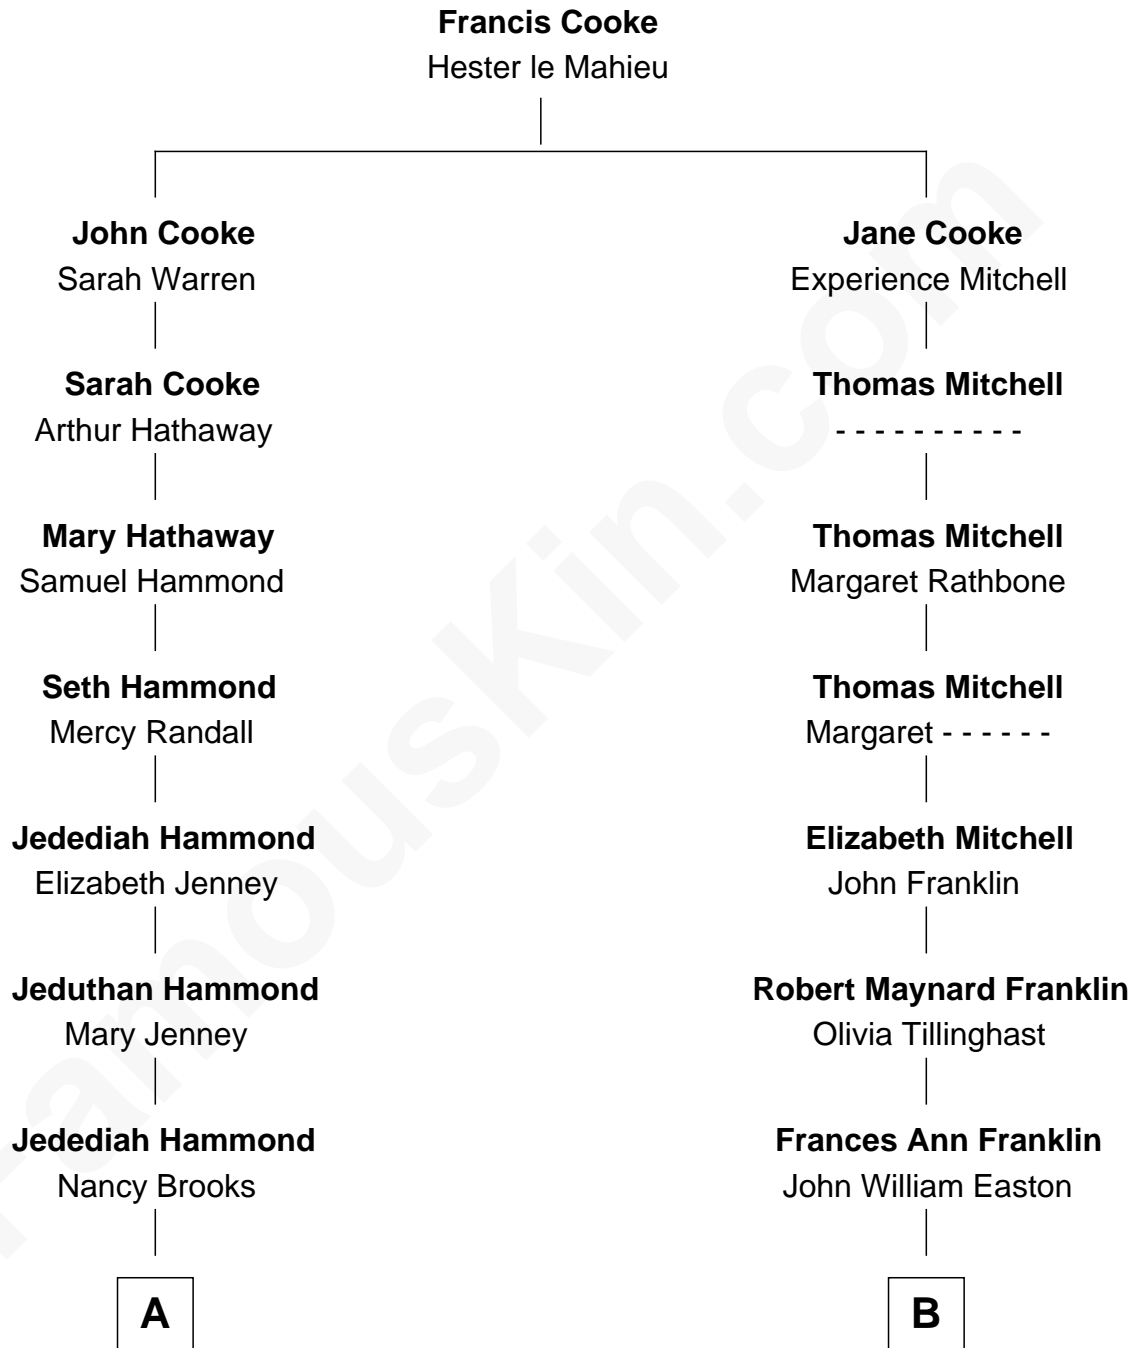 Francis Cooke
Hester le Mahieu
John Cooke
Sarah Warren
Jane Cooke
Experience Mitchell
Sarah Cooke
Arthur Hathaway
Thomas Mitchell
- - - - - - - - - -
Mary Hathaway
Samuel Hammond
Thomas Mitchell
Margaret Rathbone
Seth Hammond
Mercy Randall
Thomas Mitchell
Margaret - - - - - -
Jedediah Hammond
Elizabeth Jenney
Elizabeth Mitchell
John Franklin
Jeduthan Hammond
Mary Jenney
Robert Maynard Franklin
Olivia Tillinghast
Jedediah Hammond
Nancy Brooks
Frances Ann Franklin
John William Easton
A
B
FamousKin.com